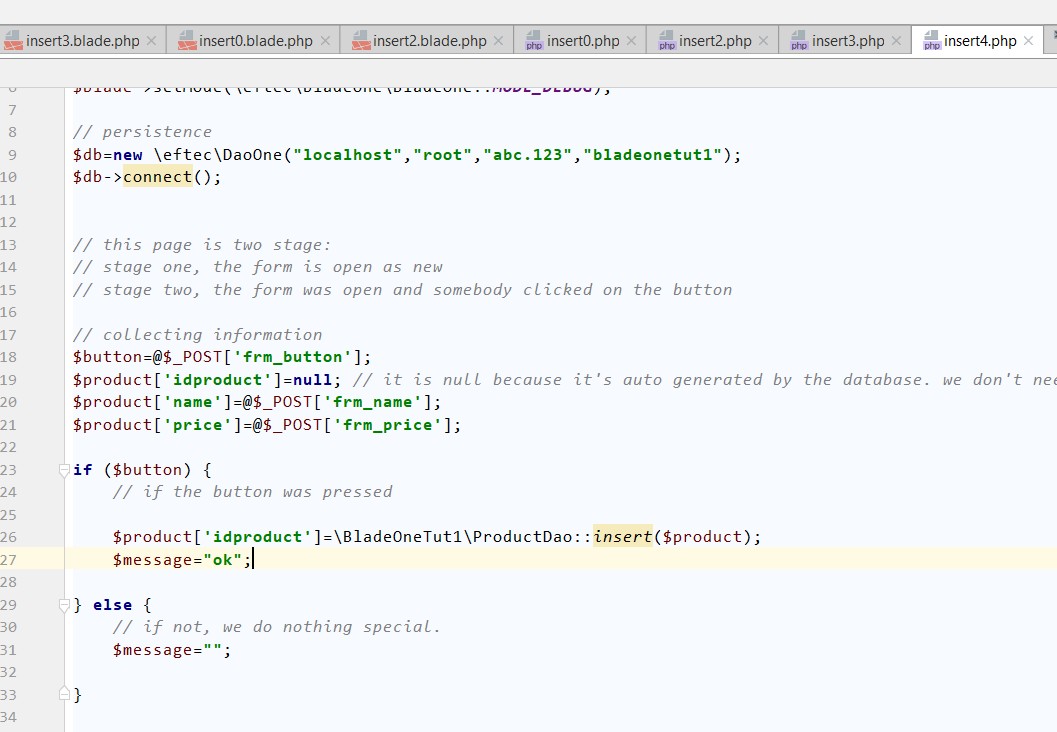 insert3.blade.php
insert0.blade.php
insert2.blade.php
insert0.php
insert2.php
insert3.php
insert4.php
7
8 // persistence
9 $db=new \eftec\DaoOne("localhost","root","abc.123","bladeonetut1");
10 $db->connect();
11
12
13 // this page is two stage:
14 // stage one, the form is open as new
15 // stage two, the form was open and somebody clicked on the button
16
17 // collecting information
18 $button=@$_POST['frm_button'];
19 $product['idproduct']=null; // it is null because it's auto generated by the database. we don't nee
20 $product['name']=@$_POST['frm_name'];
21 $product['price']=@$_POST['frm_price'];
22
23 if ($button) {
24 // if the button was pressed
25
26 $product['idproduct']=\BladeOneTut1\ProductDao::insert($product);
27 $message="ok";
28
29 } else {
30 // if not, we do nothing special.
31 $message="";
32
33 }
34